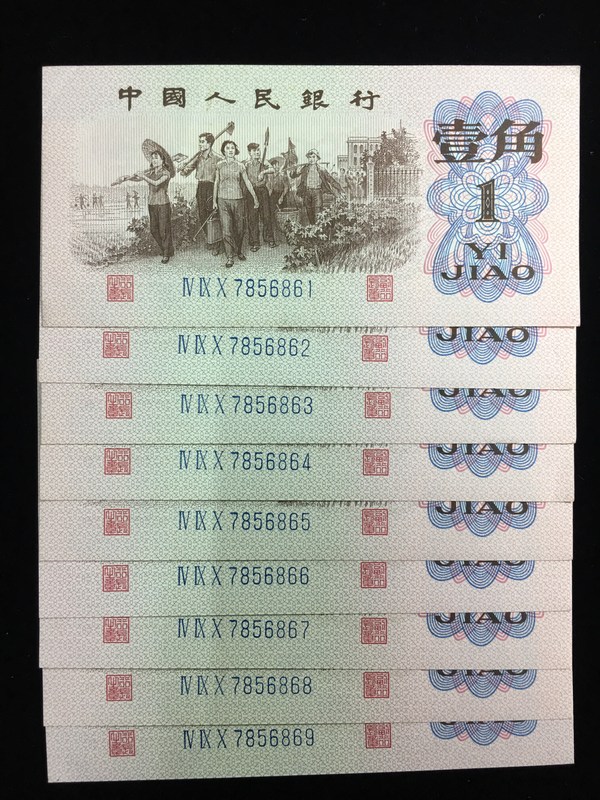 中國人民銀行
壹角
1
YI
JIAO
Ⅳ Ⅸ Ⅹ 7856861
JIAO
Ⅳ Ⅸ Ⅹ 7856862
JIAO
Ⅳ Ⅸ Ⅹ 7856863
JIAO
Ⅳ Ⅸ Ⅹ 7856864
JIAO
Ⅳ Ⅸ Ⅹ 7856865
JIAO
Ⅳ Ⅸ Ⅹ 7856866
JIAO
Ⅳ Ⅸ Ⅹ 7856867
JIAO
Ⅳ Ⅸ Ⅹ 7856868
Ⅳ Ⅸ Ⅹ 7856869